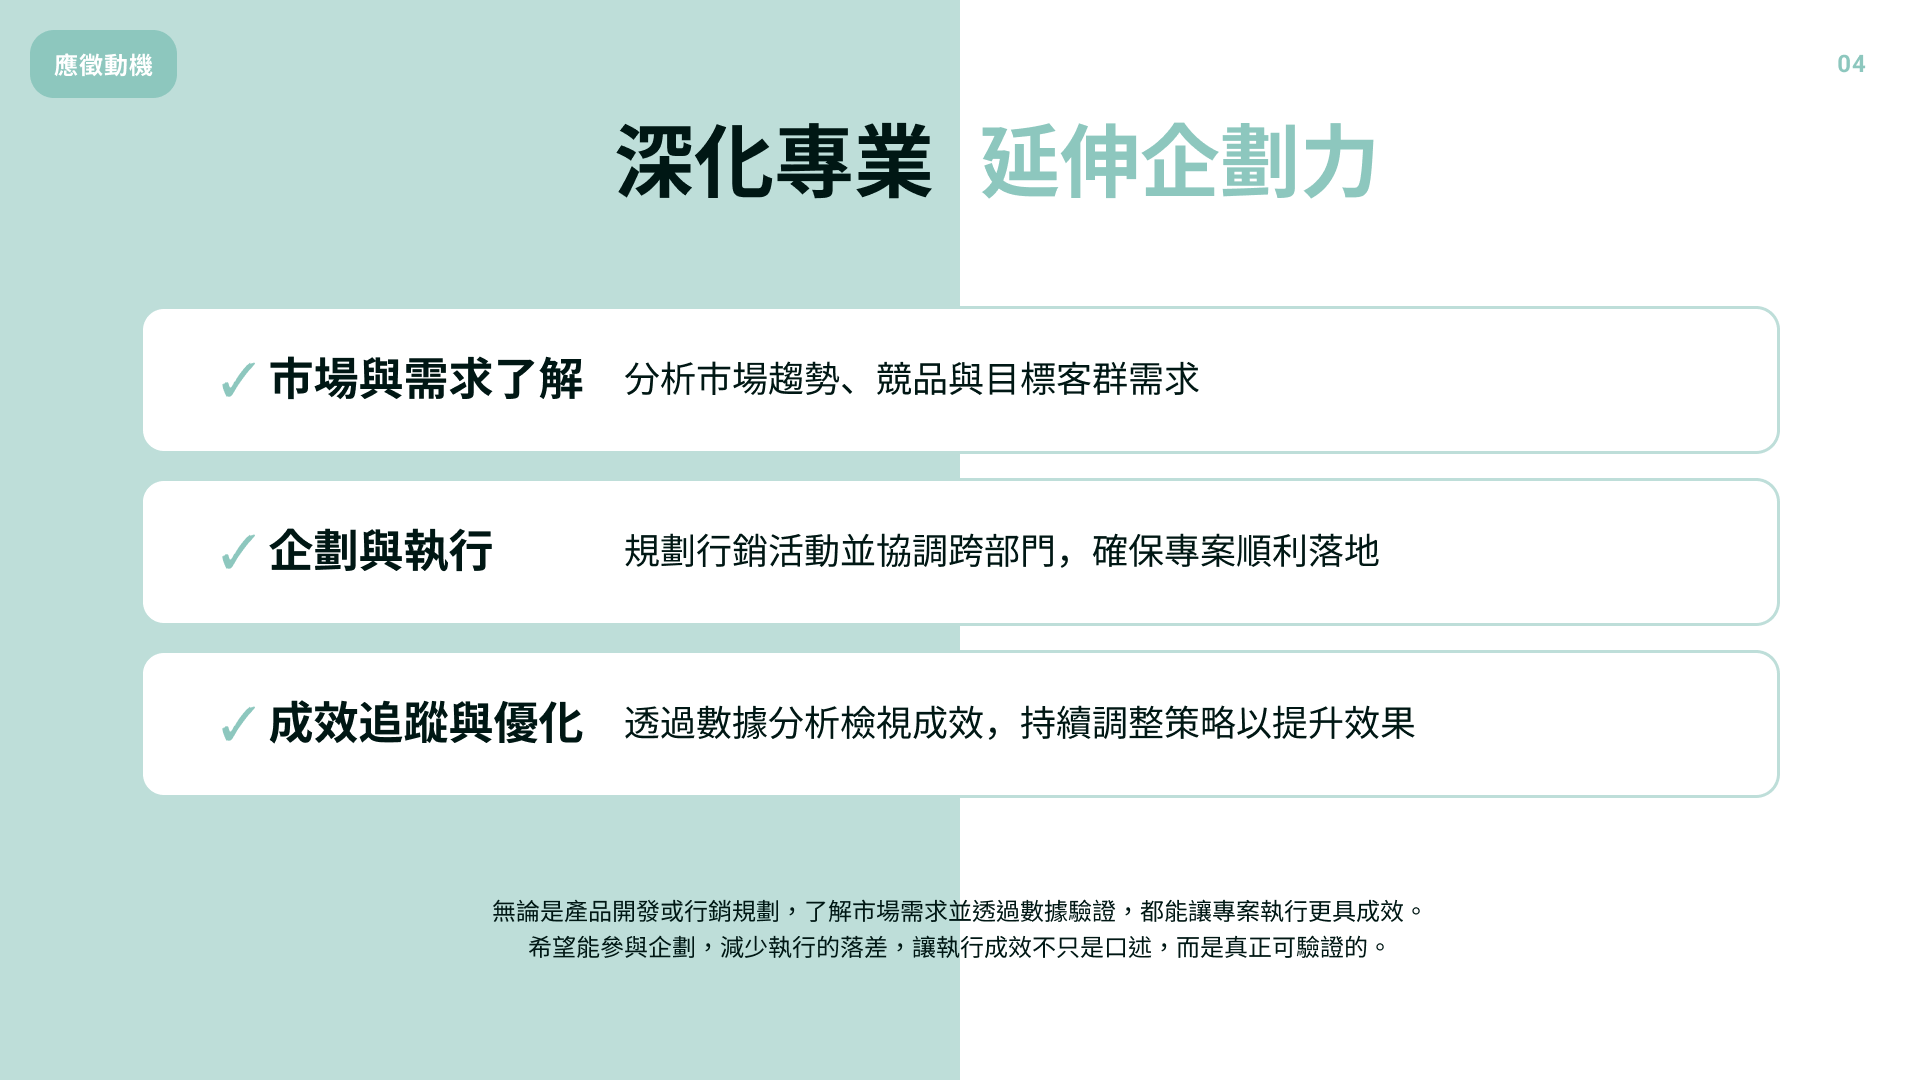 應徵動機
04
深化專業 延伸企劃力
✓ 市場與需求了解 分析市場趨勢、競品與目標客群需求
✓ 企劃與執行 規劃行銷活動並協調跨部門，確保專案順利落地
✓ 成效追蹤與優化 透過數據分析檢視成效，持續調整策略以提升效果
無論是產品開發或行銷規劃，了解市場需求並透過數據驗證，都能讓專案執行更具成效。
希望能參與企劃，減少執行的落差，讓執行成效不只是口述，而是真正可驗證的。